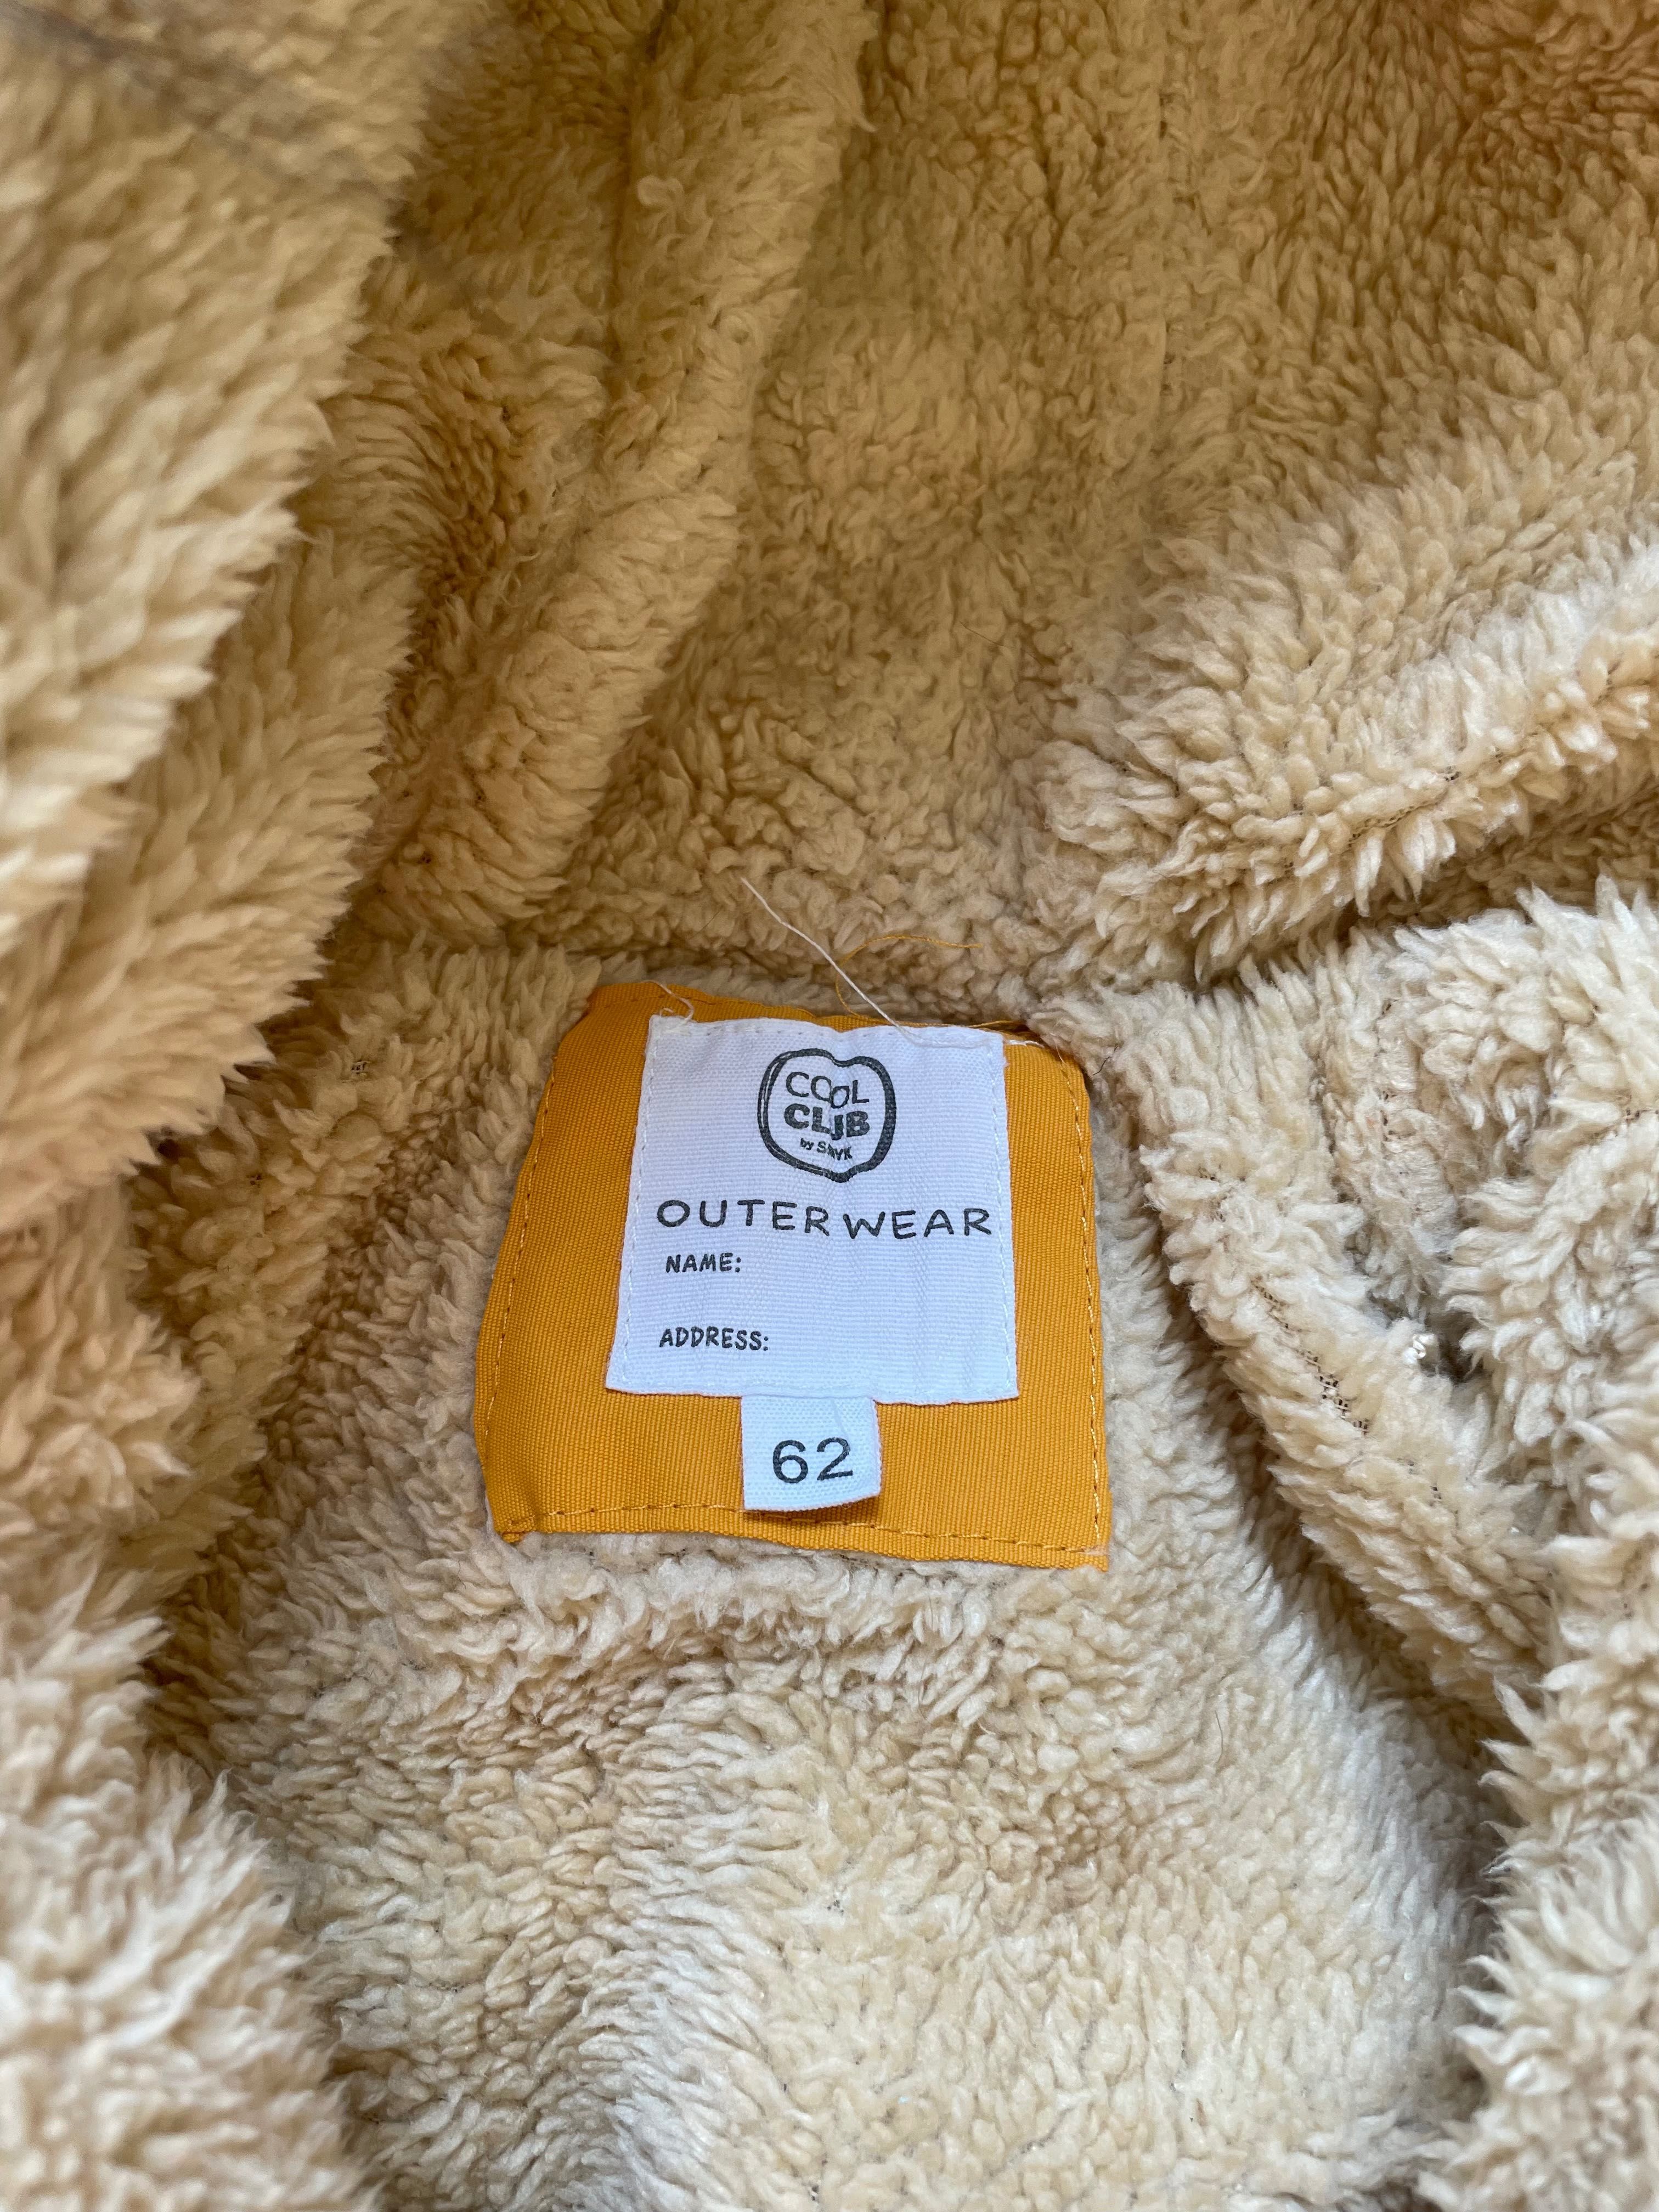 COOL
CLUB
by SMYK
OUTERWEAR
NAME:
ADDRESS:
62